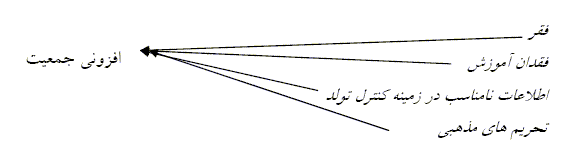 فقر
فقدان آموزش
افزونی جمعیت
اطلاعات نامناسب در زمینه کنترل تولد
تحریم های مذهبی